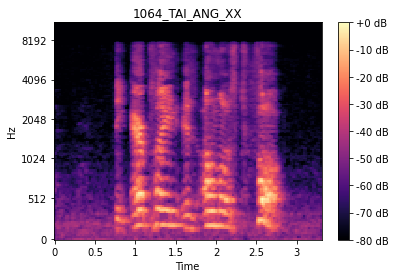 1064_TAI_ANG_XX
8192
4096
2048
1024
512
0
Hz
0 0.5 1 1.5 2 2.5 3
Time
+0 dB
-10 dB
-20 dB
-30 dB
-40 dB
-50 dB
-60 dB
-70 dB
-80 dB